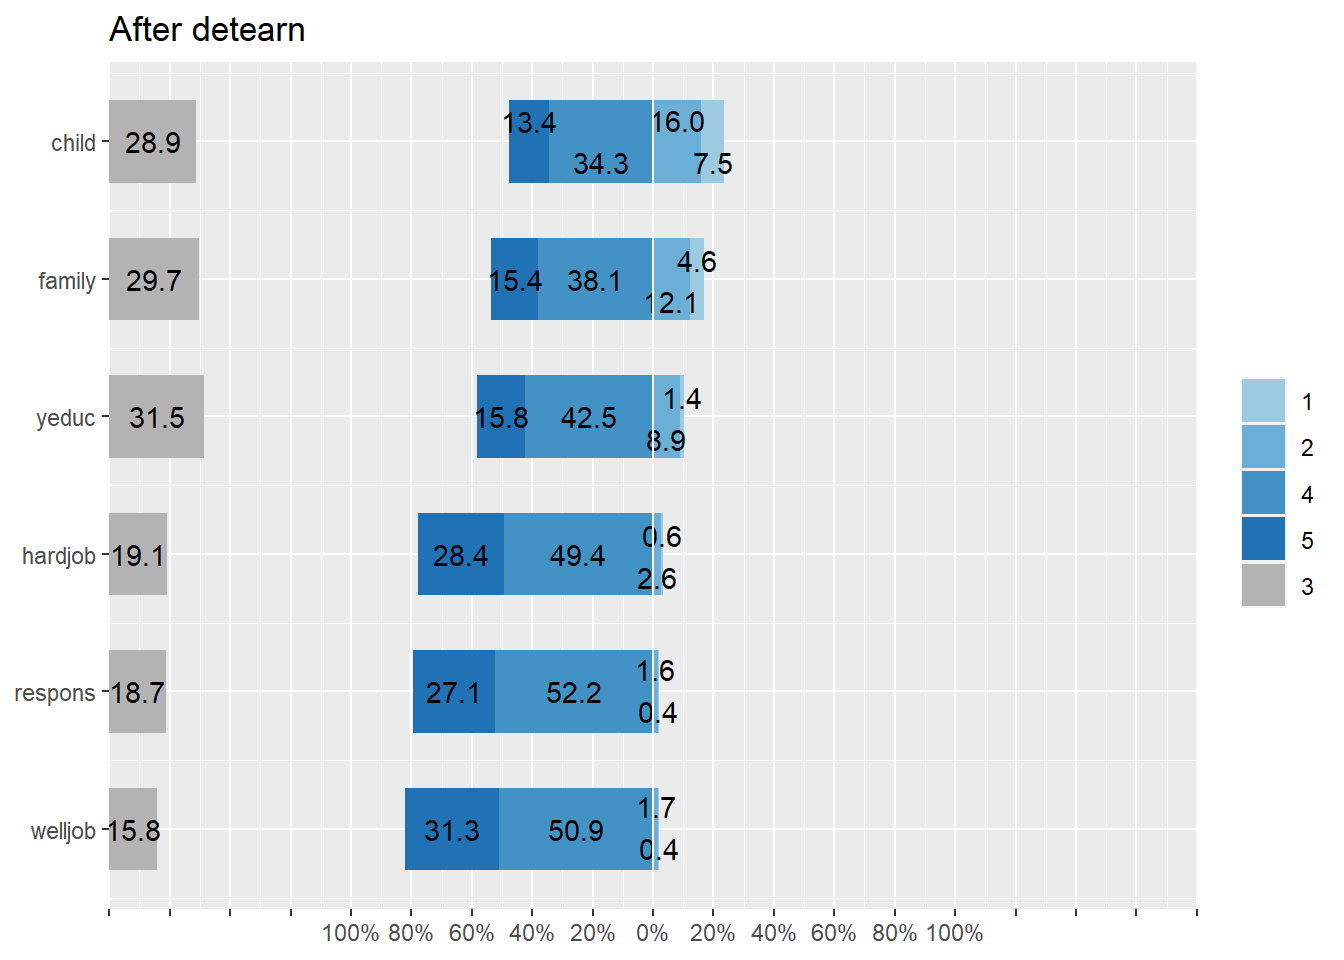 After detearn
child 28.9 13.4 34.3 16.0 7.5
family 29.7 15.4 38.1 4.6 12.1
yeduc 31.5 15.8 42.5 1.4 8.9
hardjob 19.1 28.4 49.4 0.6 2.6
respons 18.7 27.1 52.2 1.6 0.4
welljob 15.8 31.3 50.9 1.7 0.4
100% 80% 60% 40% 20% 0% 20% 40% 60% 80% 100%
1
2
4
5
3